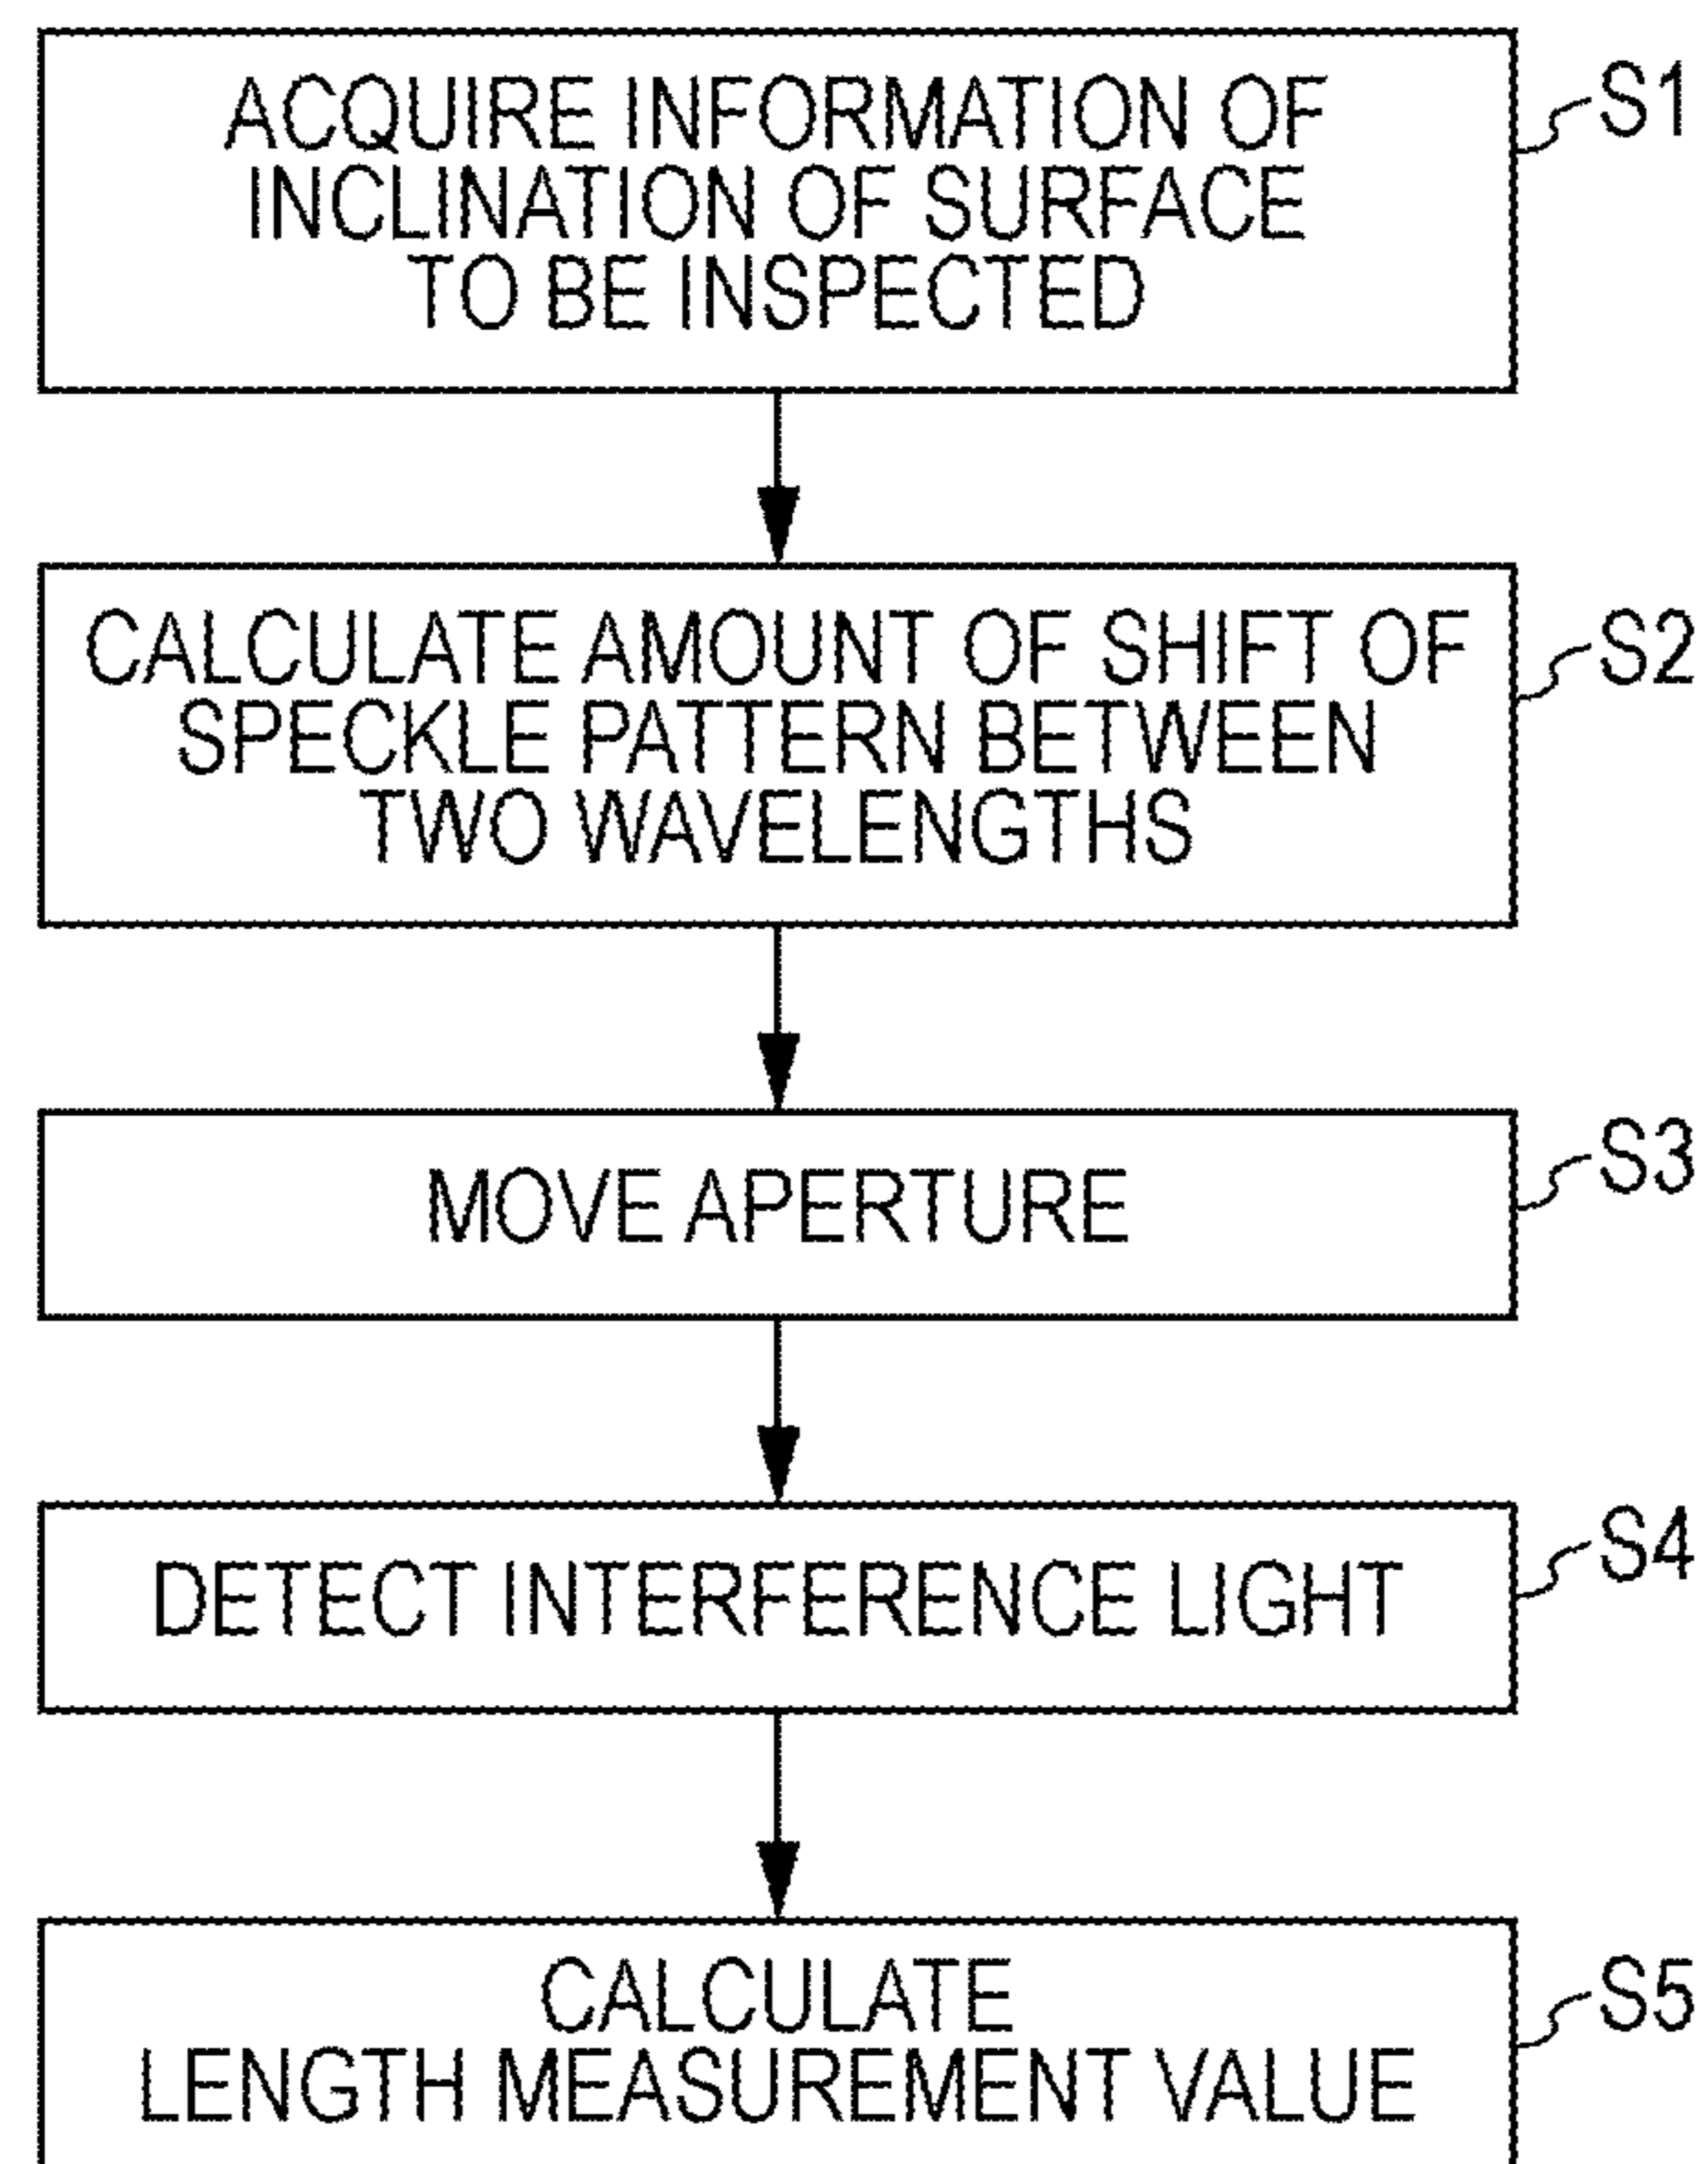 ACQUIRE INFORMATION OF
INCLINATION OF SURFACE
TO BE INSPECTED
S1
CALCULATE AMOUNT OF SHIFT OF
SPECKLE PATTERN BETWEEN
TWO WAVELENGTHS
S2
MOVE APERTURE
S3
DETECT INTERFERENCE LIGHT
S4
CALCULATE
LENGTH MEASUREMENT VALUE
S5